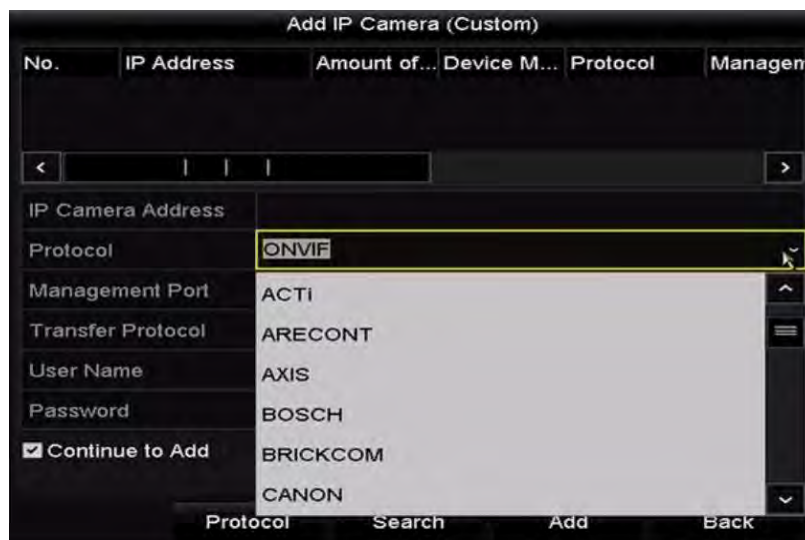 Add IP Camera (Custom)
No. IP Address Amount of... Device M... Protocol Managem
IP Camera Address
Protocol ONVIF
Management Port ACTi
Transfer Protocol ARECONT
User Name AXIS
Password BOSCH
Continue to Add BRICKCOM
CANON
Protocol Search Add Back